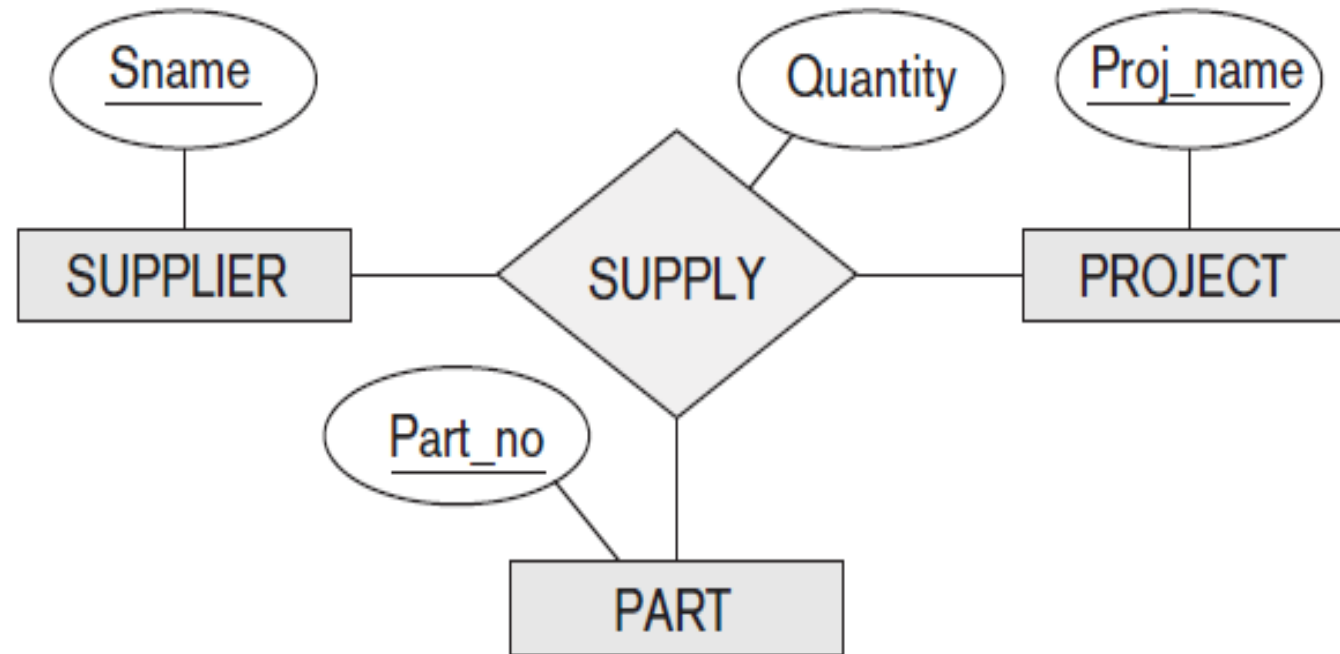 Sname
Quantity
Proj_name
SUPPLIER
SUPPLY
PROJECT
Part_no
PART